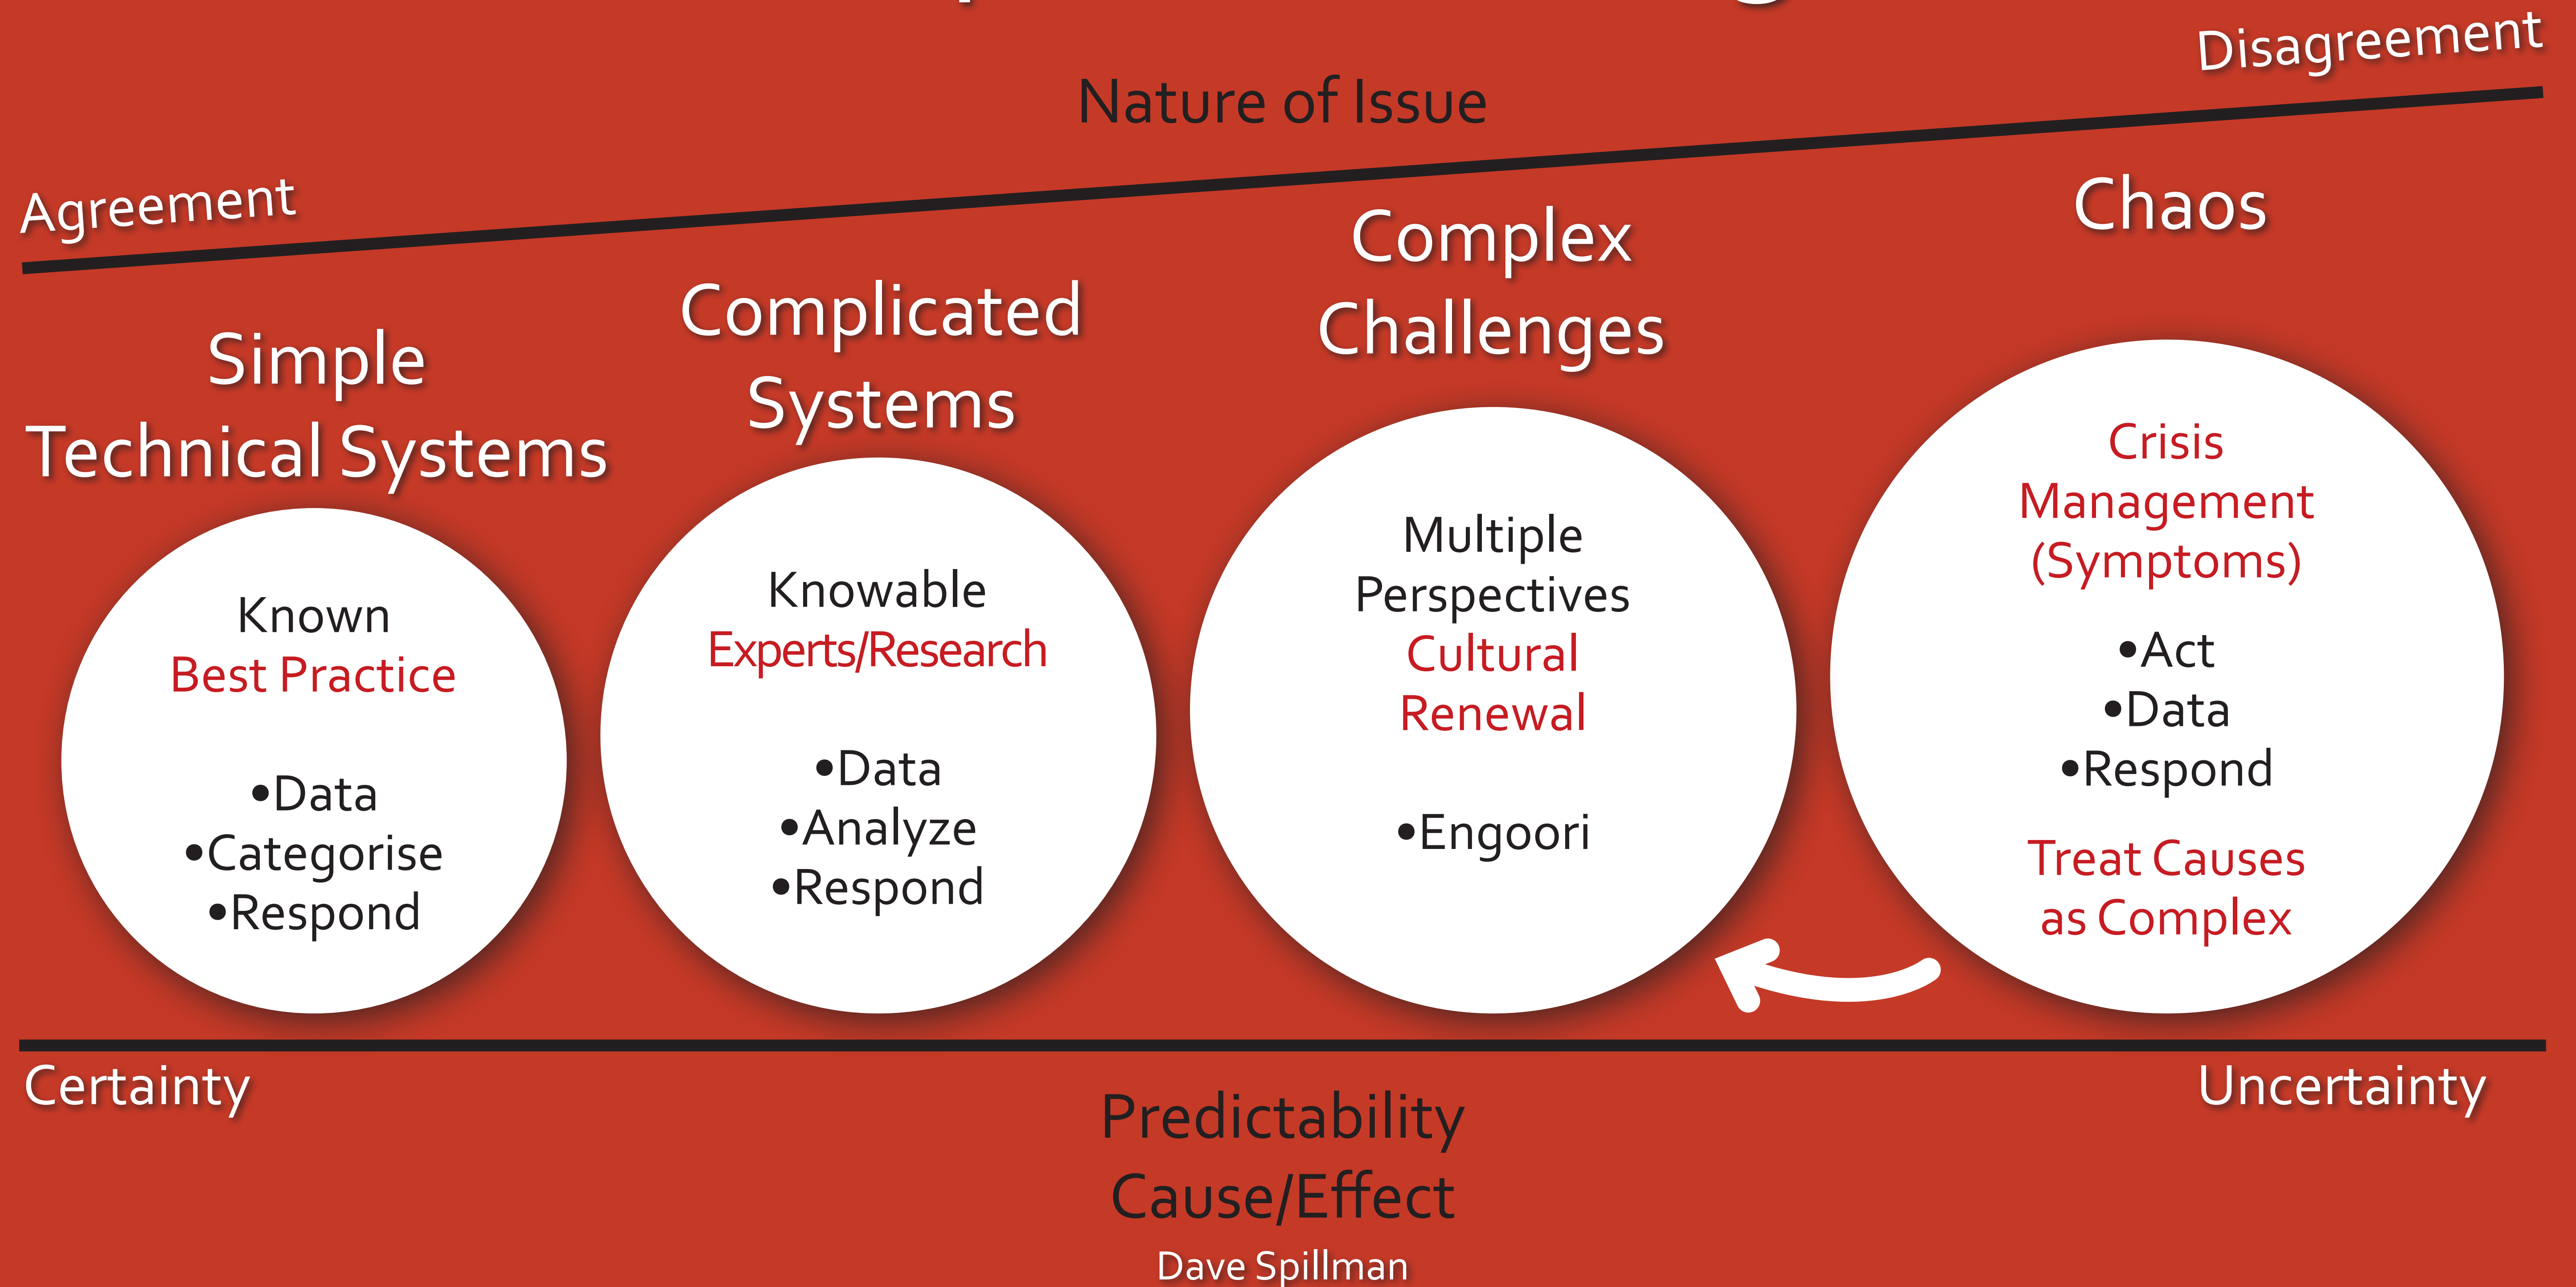 Disagreement
Nature of Issue
Agreement
Simple
Technical Systems
Known
Best Practice
•Data
•Categorise
•Respond
Complicated
Systems
Knowable
Experts/Research
•Data
•Analyze
•Respond
Complex
Challenges
Multiple
Perspectives
Cultural
Renewal
•Engoori
Chaos
Crisis
Management
(Symptoms)
•Act
•Data
•Respond
Treat Causes
as Complex
Certainty
Uncertainty
Predictability
Cause/Effect
Dave Spillman